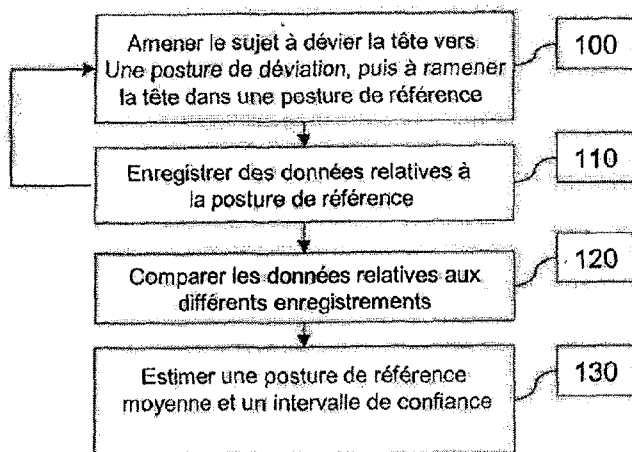 Amener le sujet à dévier la tête vers
Une posture de déviation, puis à ramener
la tête dans une posture de référence
100
Enregistrer des données relatives à
la posture de référence
110
Comparer les données relatives aux
différents enregistrements
120
Estimer une posture de référence
moyenne et un intervalle de confiance
130